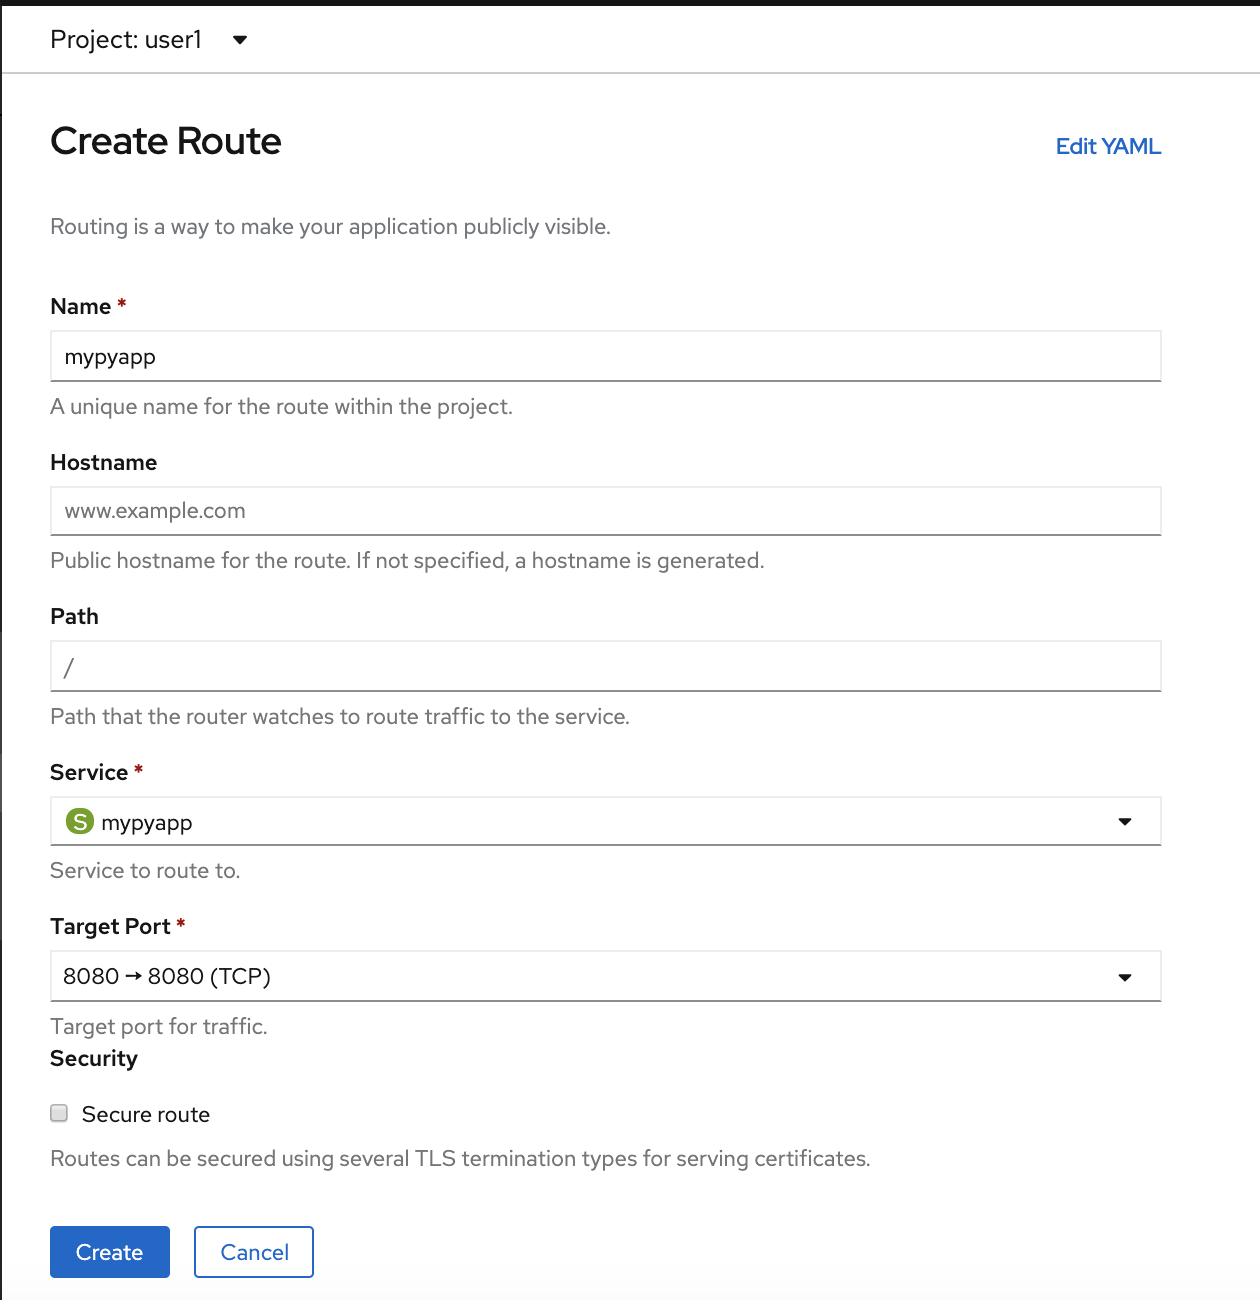 Project: user1
Create Route
Edit YAML
Routing is a way to make your application publicly visible.
Name *
mypyapp
A unique name for the route within the project.
Hostname
www.example.com
Public hostname for the route. If not specified, a hostname is generated.
Path
/
Path that the router watches to route traffic to the service.
Service *
S mypyapp
Service to route to.
Target Port *
8080 → 8080 (TCP)
Target port for traffic.
Security
Secure route
Routes can be secured using several TLS termination types for serving certificates.
Create
Cancel